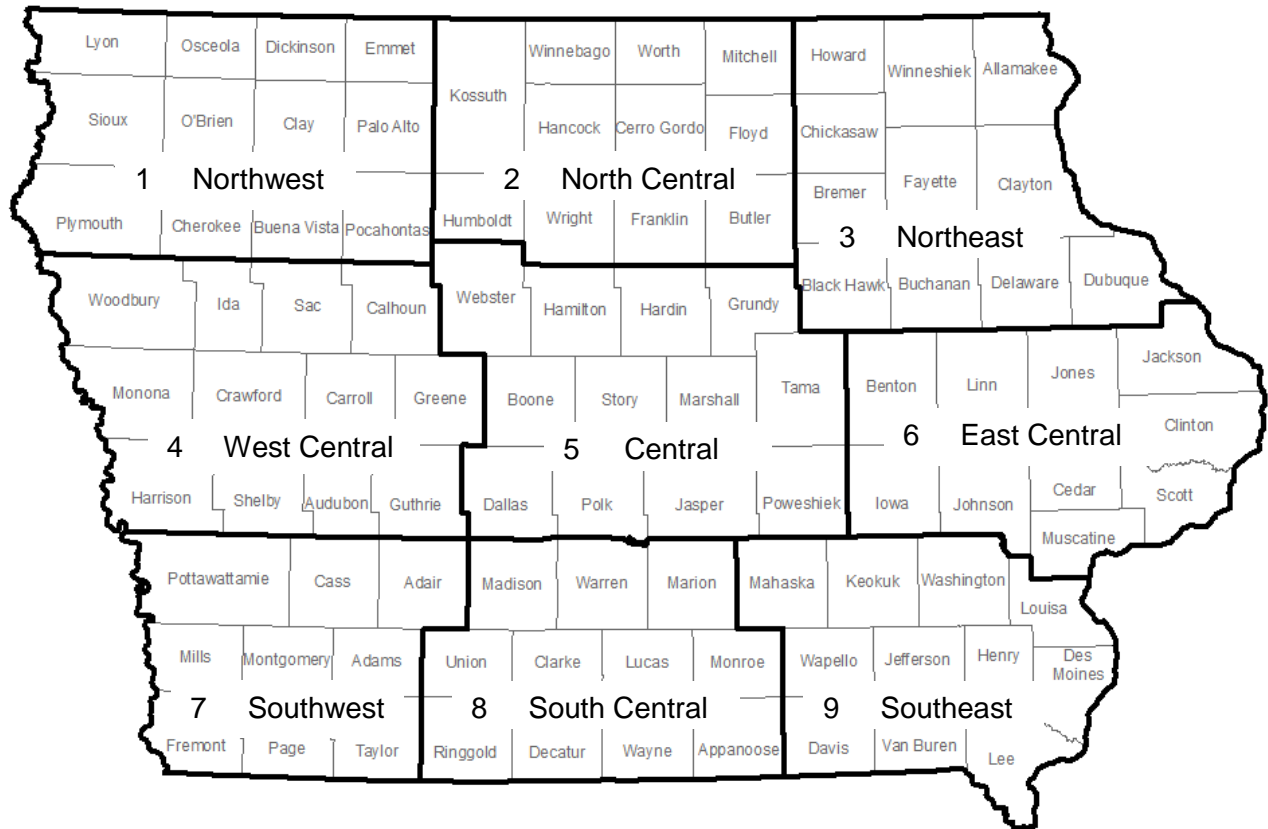 Lyon Osceola Dickinson Emmet Winnebago Worth Mitchell Howard Winneshiek Allamakee
Kossuth
Sioux O'Brien Clay Palo Alto Hancock Cerro Gordo Floyd Chickasaw
1 Northwest 2 North Central Bremer Fayette Clayton
Plymouth Cherokee Buena Vista Pocahontas Humboldt Wright Franklin Butler
3 Northeast
Woodbury Ida Sac Calhoun Webster Hamilton Hardin Grundy Black Hawk Buchanan Delaware Dubuque
Monona Crawford Carroll Greene Boone Story Marshall Tama Benton Linn Jones Jackson
4 West Central 5 Central 6 East Central Clinton
Harrison Shelby Audubon Guthrie Dallas Polk Jasper Poweshiek Iowa Johnson Cedar Scott
Muscatine
Pottawattamie Cass Adair Madison Warren Marion Mahaska Keokuk Washington
Louisa
Mills Montgomery Adams Union Clarke Lucas Monroe Wapello Jefferson Henry Des
Moines
7 Southwest 8 South Central 9 Southeast
Fremont Page Taylor Ringgold Decatur Wayne Appanoose Davis Van Buren Lee